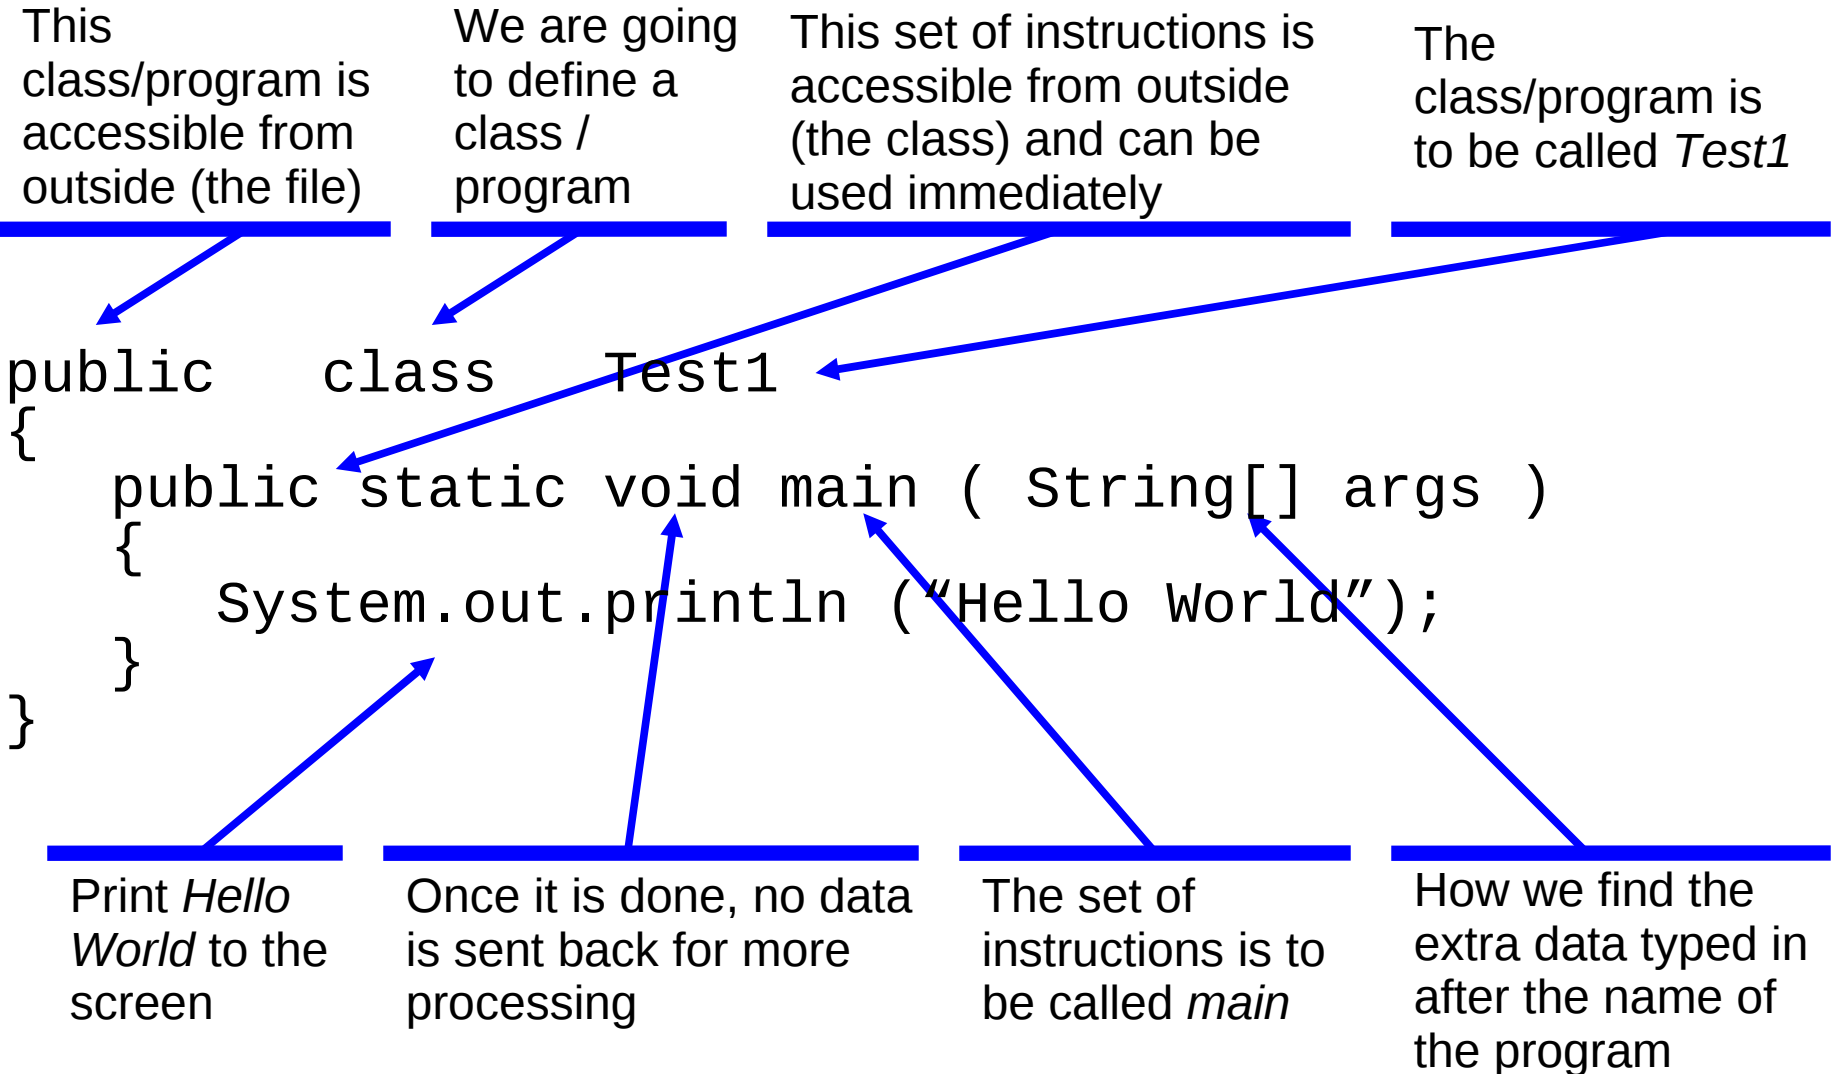 This
class/program is
accessible from
outside (the file)
We are going
to define a
class /
program
This set of instructions is
accessible from outside
(the class) and can be
used immediately
The
class/program is
to be called Test1
public class Test1
{
public static void main ( String[] args )
{
System.out.println (“Hello World”);
}
}
Print Hello
World to the
screen
Once it is done, no data
is sent back for more
processing
The set of
instructions is to
be called main
How we find the
extra data typed in
after the name of
the program